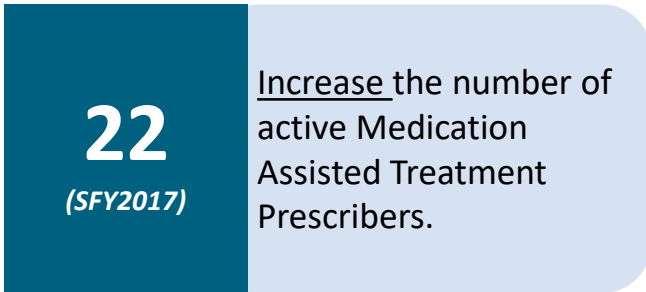 22
(SFY2017)
Increase the number of
active Medication
Assisted Treatment
Prescribers.